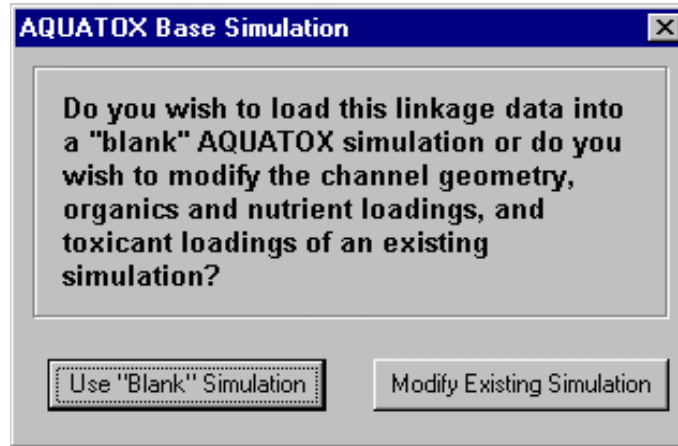 AQUATOX Base Simulation
Do you wish to load this linkage data into
a "blank" AQUATOX simulation or do you
wish to modify the channel geometry,
organics and nutrient loadings, and
toxicant loadings of an existing
simulation?
Use "Blank" Simulation
Modify Existing Simulation